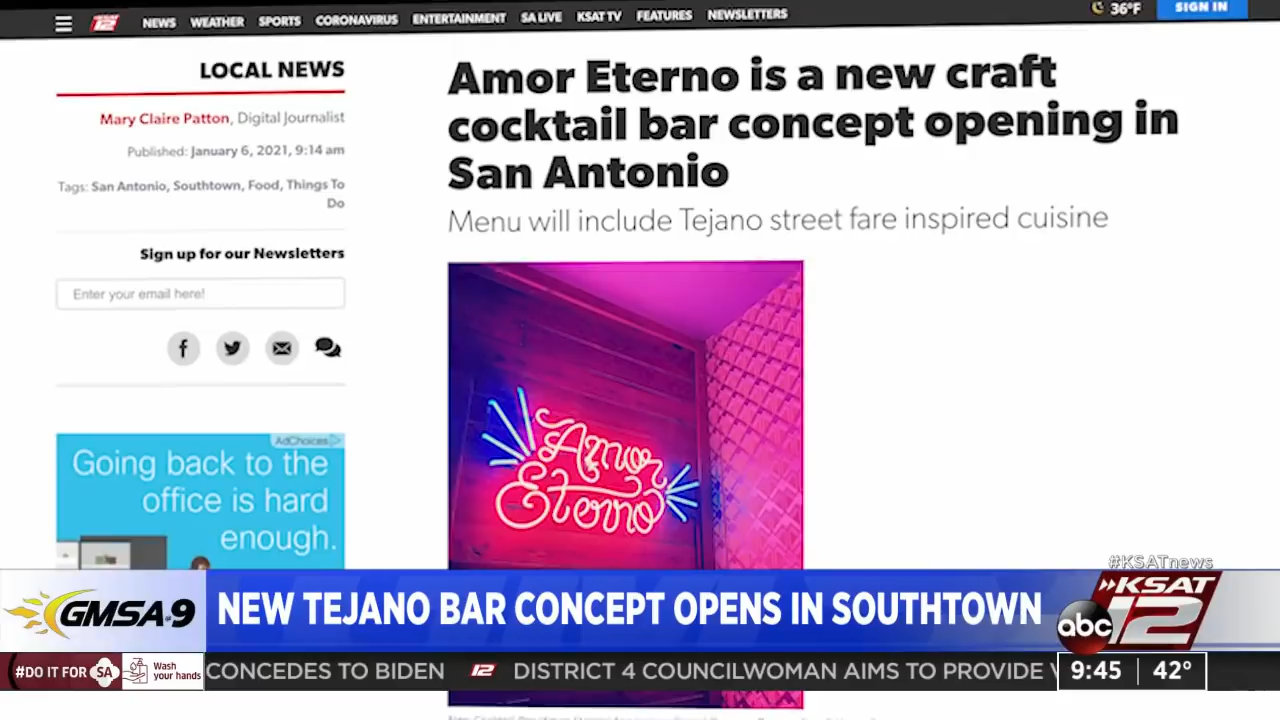 NEWS WEATHER SPORTS CORONAVIRUS ENTERTAINMENT SA LIVE KSAT TV FEATURES NEWSLETTERS
36°F
SIGN IN
LOCAL NEWS
Mary Claire Patton, Digital Journalist
Published: January 6, 2021, 9:14 am
Tags: San Antonio, Southtown, Food, Things To
Do
Sign up for our Newsletters
Enter your email here!
AdChoices
Going back to the
office is hard
enough.
Amor Eterno is a new craft
cocktail bar concept opening in
San Antonio
Menu will include Tejano street fare inspired cuisine
Amor
Eterno
#KSATnews
GMSA@9
NEW TEJANO BAR CONCEPT OPENS IN SOUTHTOWN
abc
KSAT
12
#DO IT FOR SA
Wash
your hands
CONCEDES TO BIDEN 12 DISTRICT 4 COUNCILWOMAN AIMS TO PROVIDE
9:45 42°